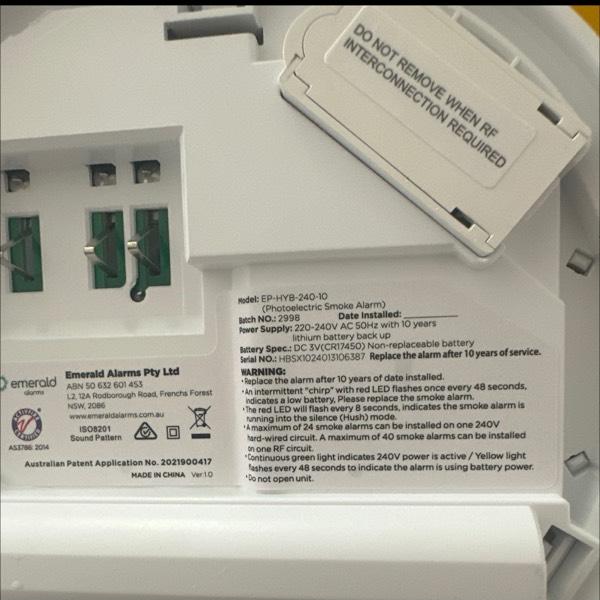 DO NOT REMOVE WHEN RF
INTERCONNECTION REQUIRED
Model: EP-HYB-240-10
(Photoelectric Smoke Alarm)
Batch NO.: 2998 Date Installed:
Power Supply: 220-240V AC 50Hz with 10 years
lithium battery back up
Battery Spec.: DC 3V(CR17450) Non-replaceable battery
Serial NO.: HBSX1024013106387 Replace the alarm after 10 years of service.
WARNING:
•Replace the alarm after 10 years of date installed.
•An intermittent "chirp" with red LED flashes once every 48 seconds,
indicates a low battery, Please replace the smoke alarm.
•The red LED will flash every 8 seconds, indicates the smoke alarm is
running into the silence (Hush) mode.
•A maximum of 24 smoke alarms can be installed on one 240V
hard-wired circuit. A maximum of 40 smoke alarms can be installed
on one RF circuit.
•Continuous green light indicates 240V power is active / Yellow light
flashes every 48 seconds to indicate the alarm is using battery power.
•Do not open unit.
emerald
alarms
Emerald Alarms Pty Ltd
ABN 50 632 601 453
L2, 12A Rodborough Road, Frenchs Forest
NSW, 2086
www.emeraldalarms.com.au
ISO8201
Sound Pattern
AS3786: 2014
Australian Patent Application No. 2021900417
MADE IN CHINA Ver1.0